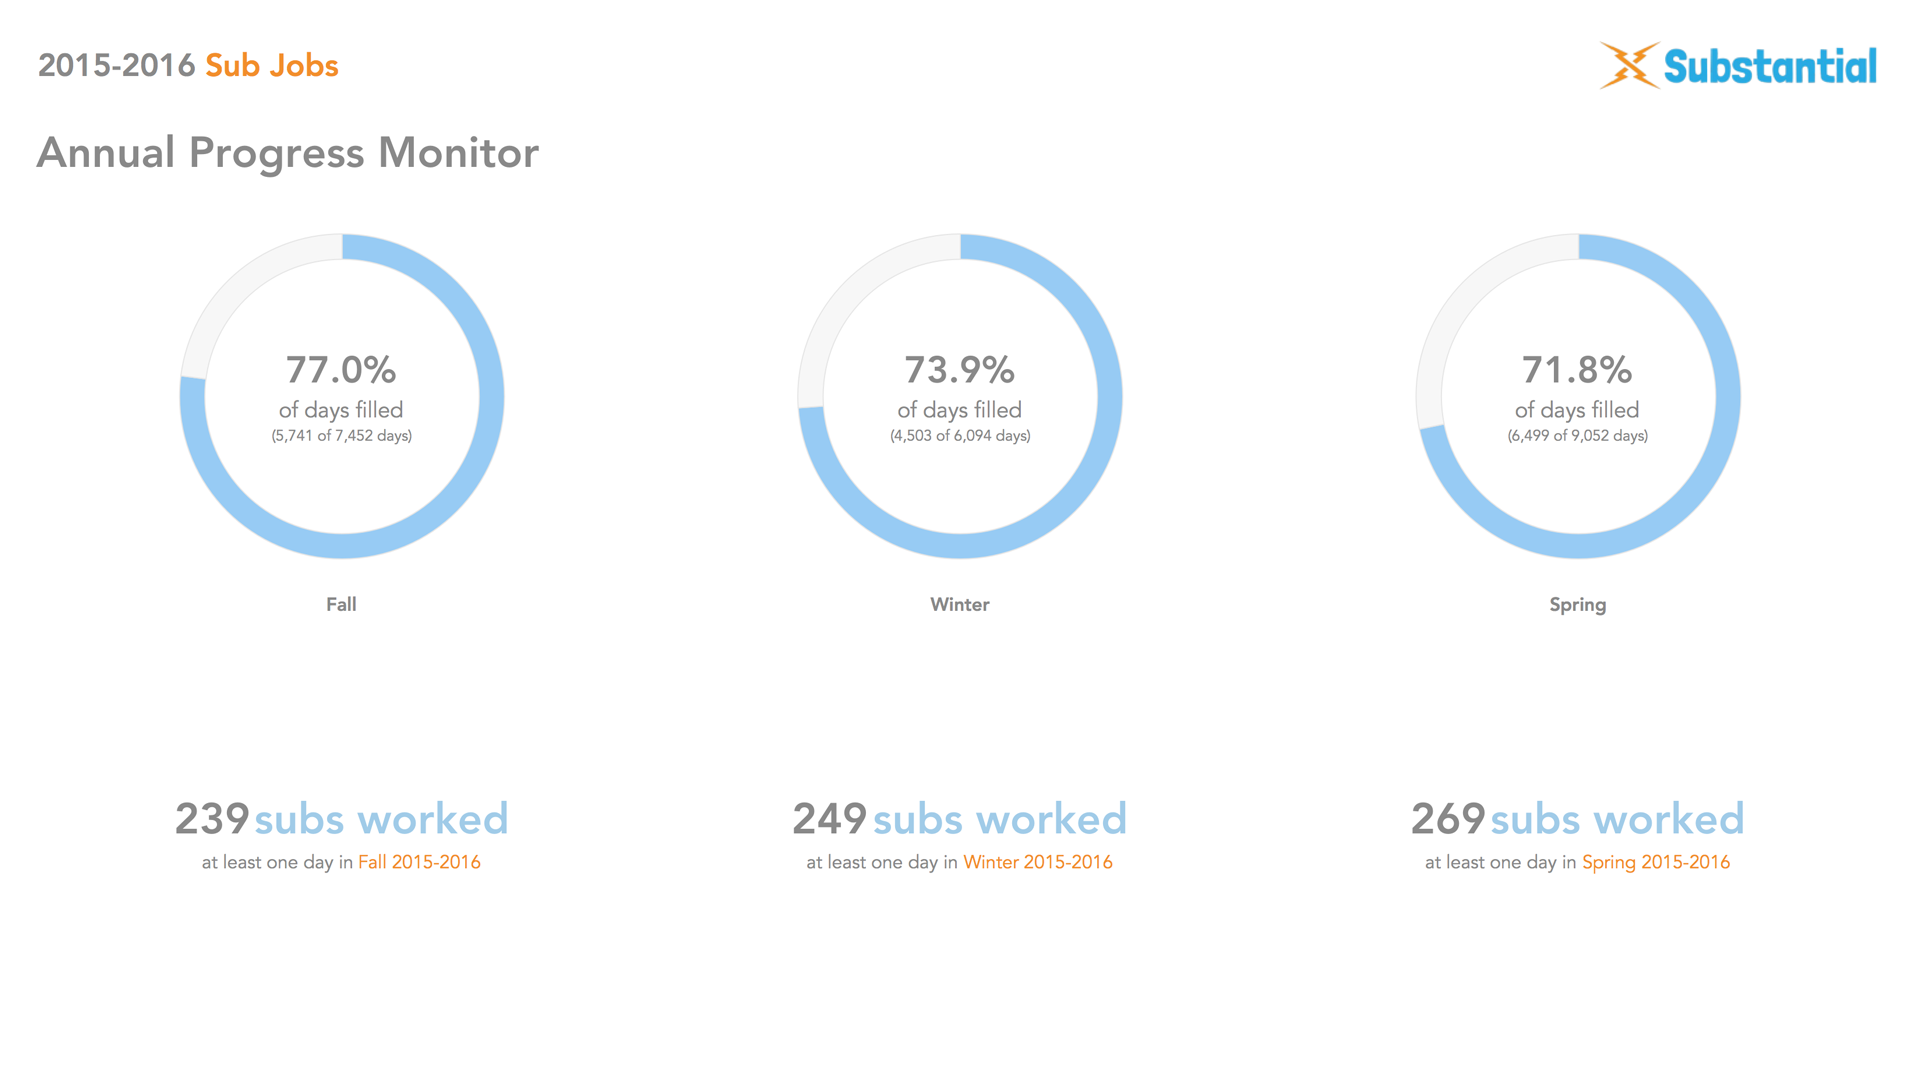 2015-2016 Sub Jobs
Substantial
Annual Progress Monitor
77.0%
of days filled
(5,741 of 7,452 days)
Fall
73.9%
of days filled
(4,503 of 6,094 days)
Winter
71.8%
of days filled
(6,499 of 9,052 days)
Spring
239 subs worked
at least one day in Fall 2015-2016
249 subs worked
at least one day in Winter 2015-2016
269 subs worked
at least one day in Spring 2015-2016